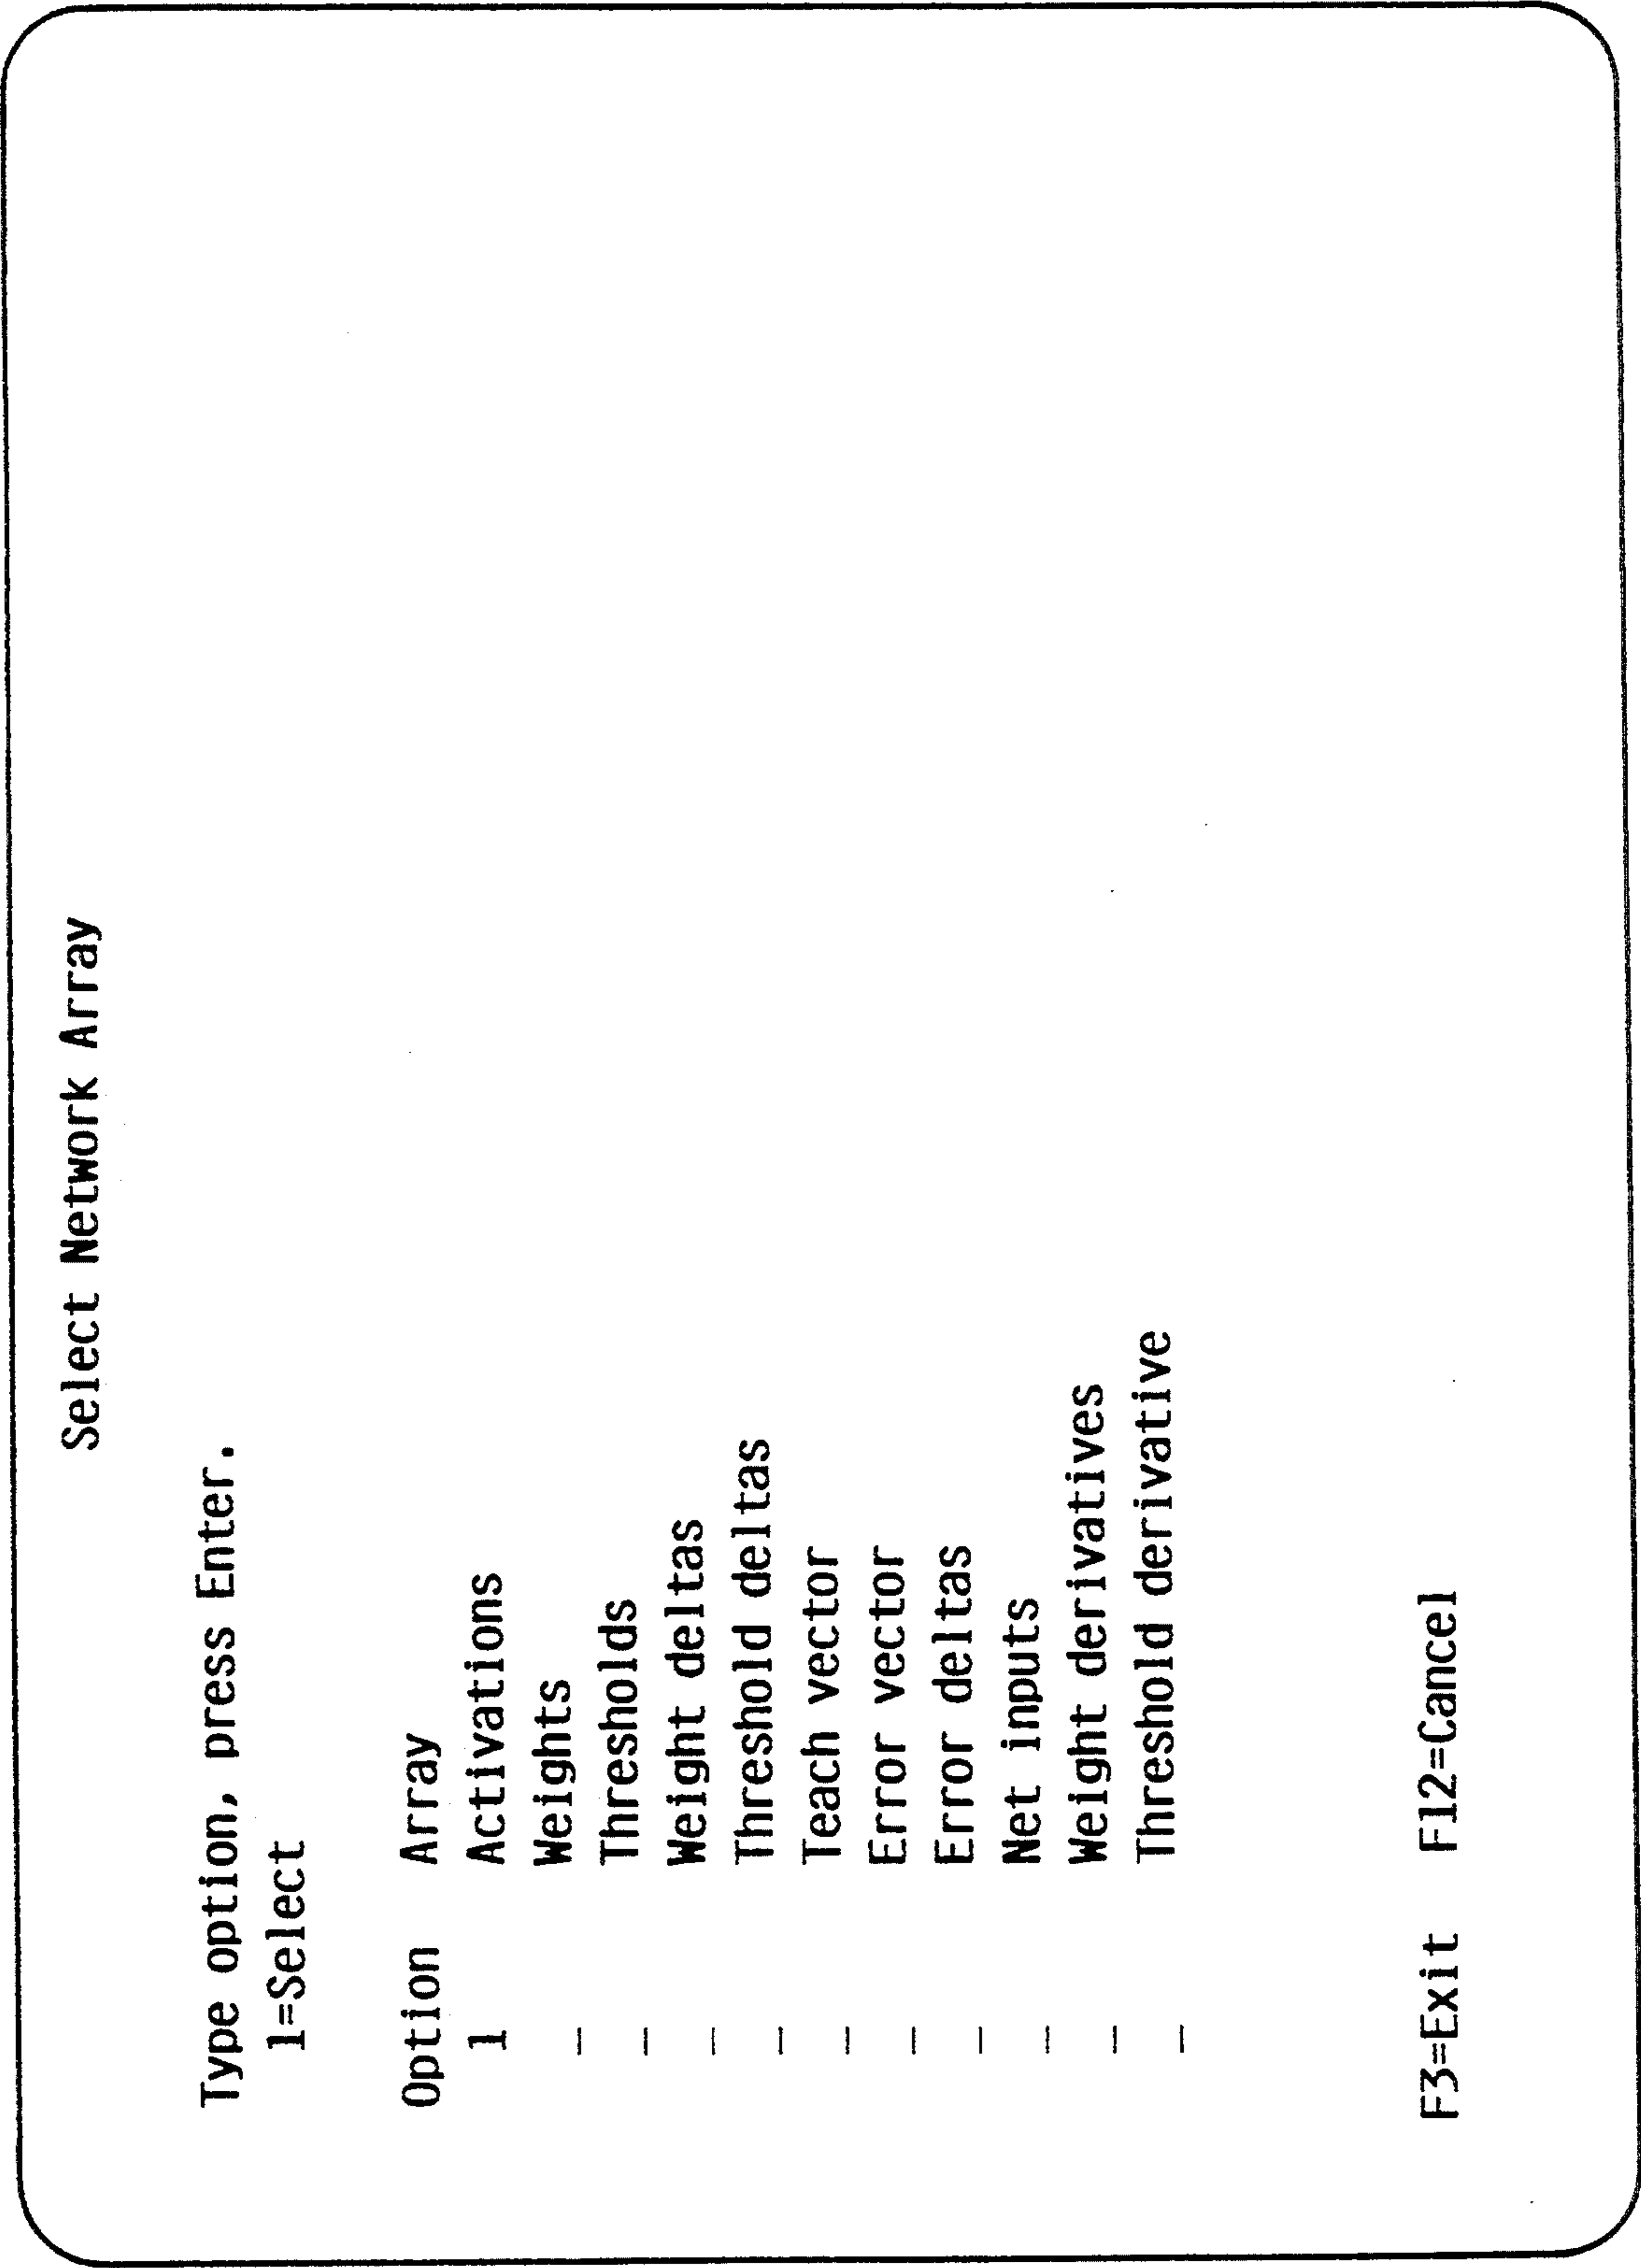 Select Network Array
Type option, press Enter.
1=Select
Option Array
1 Activations
_ Weights
_ Thresholds
_ Weight deltas
_ Threshold deltas
_ Teach vector
_ Error vector
_ Error deltas
_ Net inputs
_ Weight derivatives
_ Threshold derivative
F3=Exit F12=Cancel